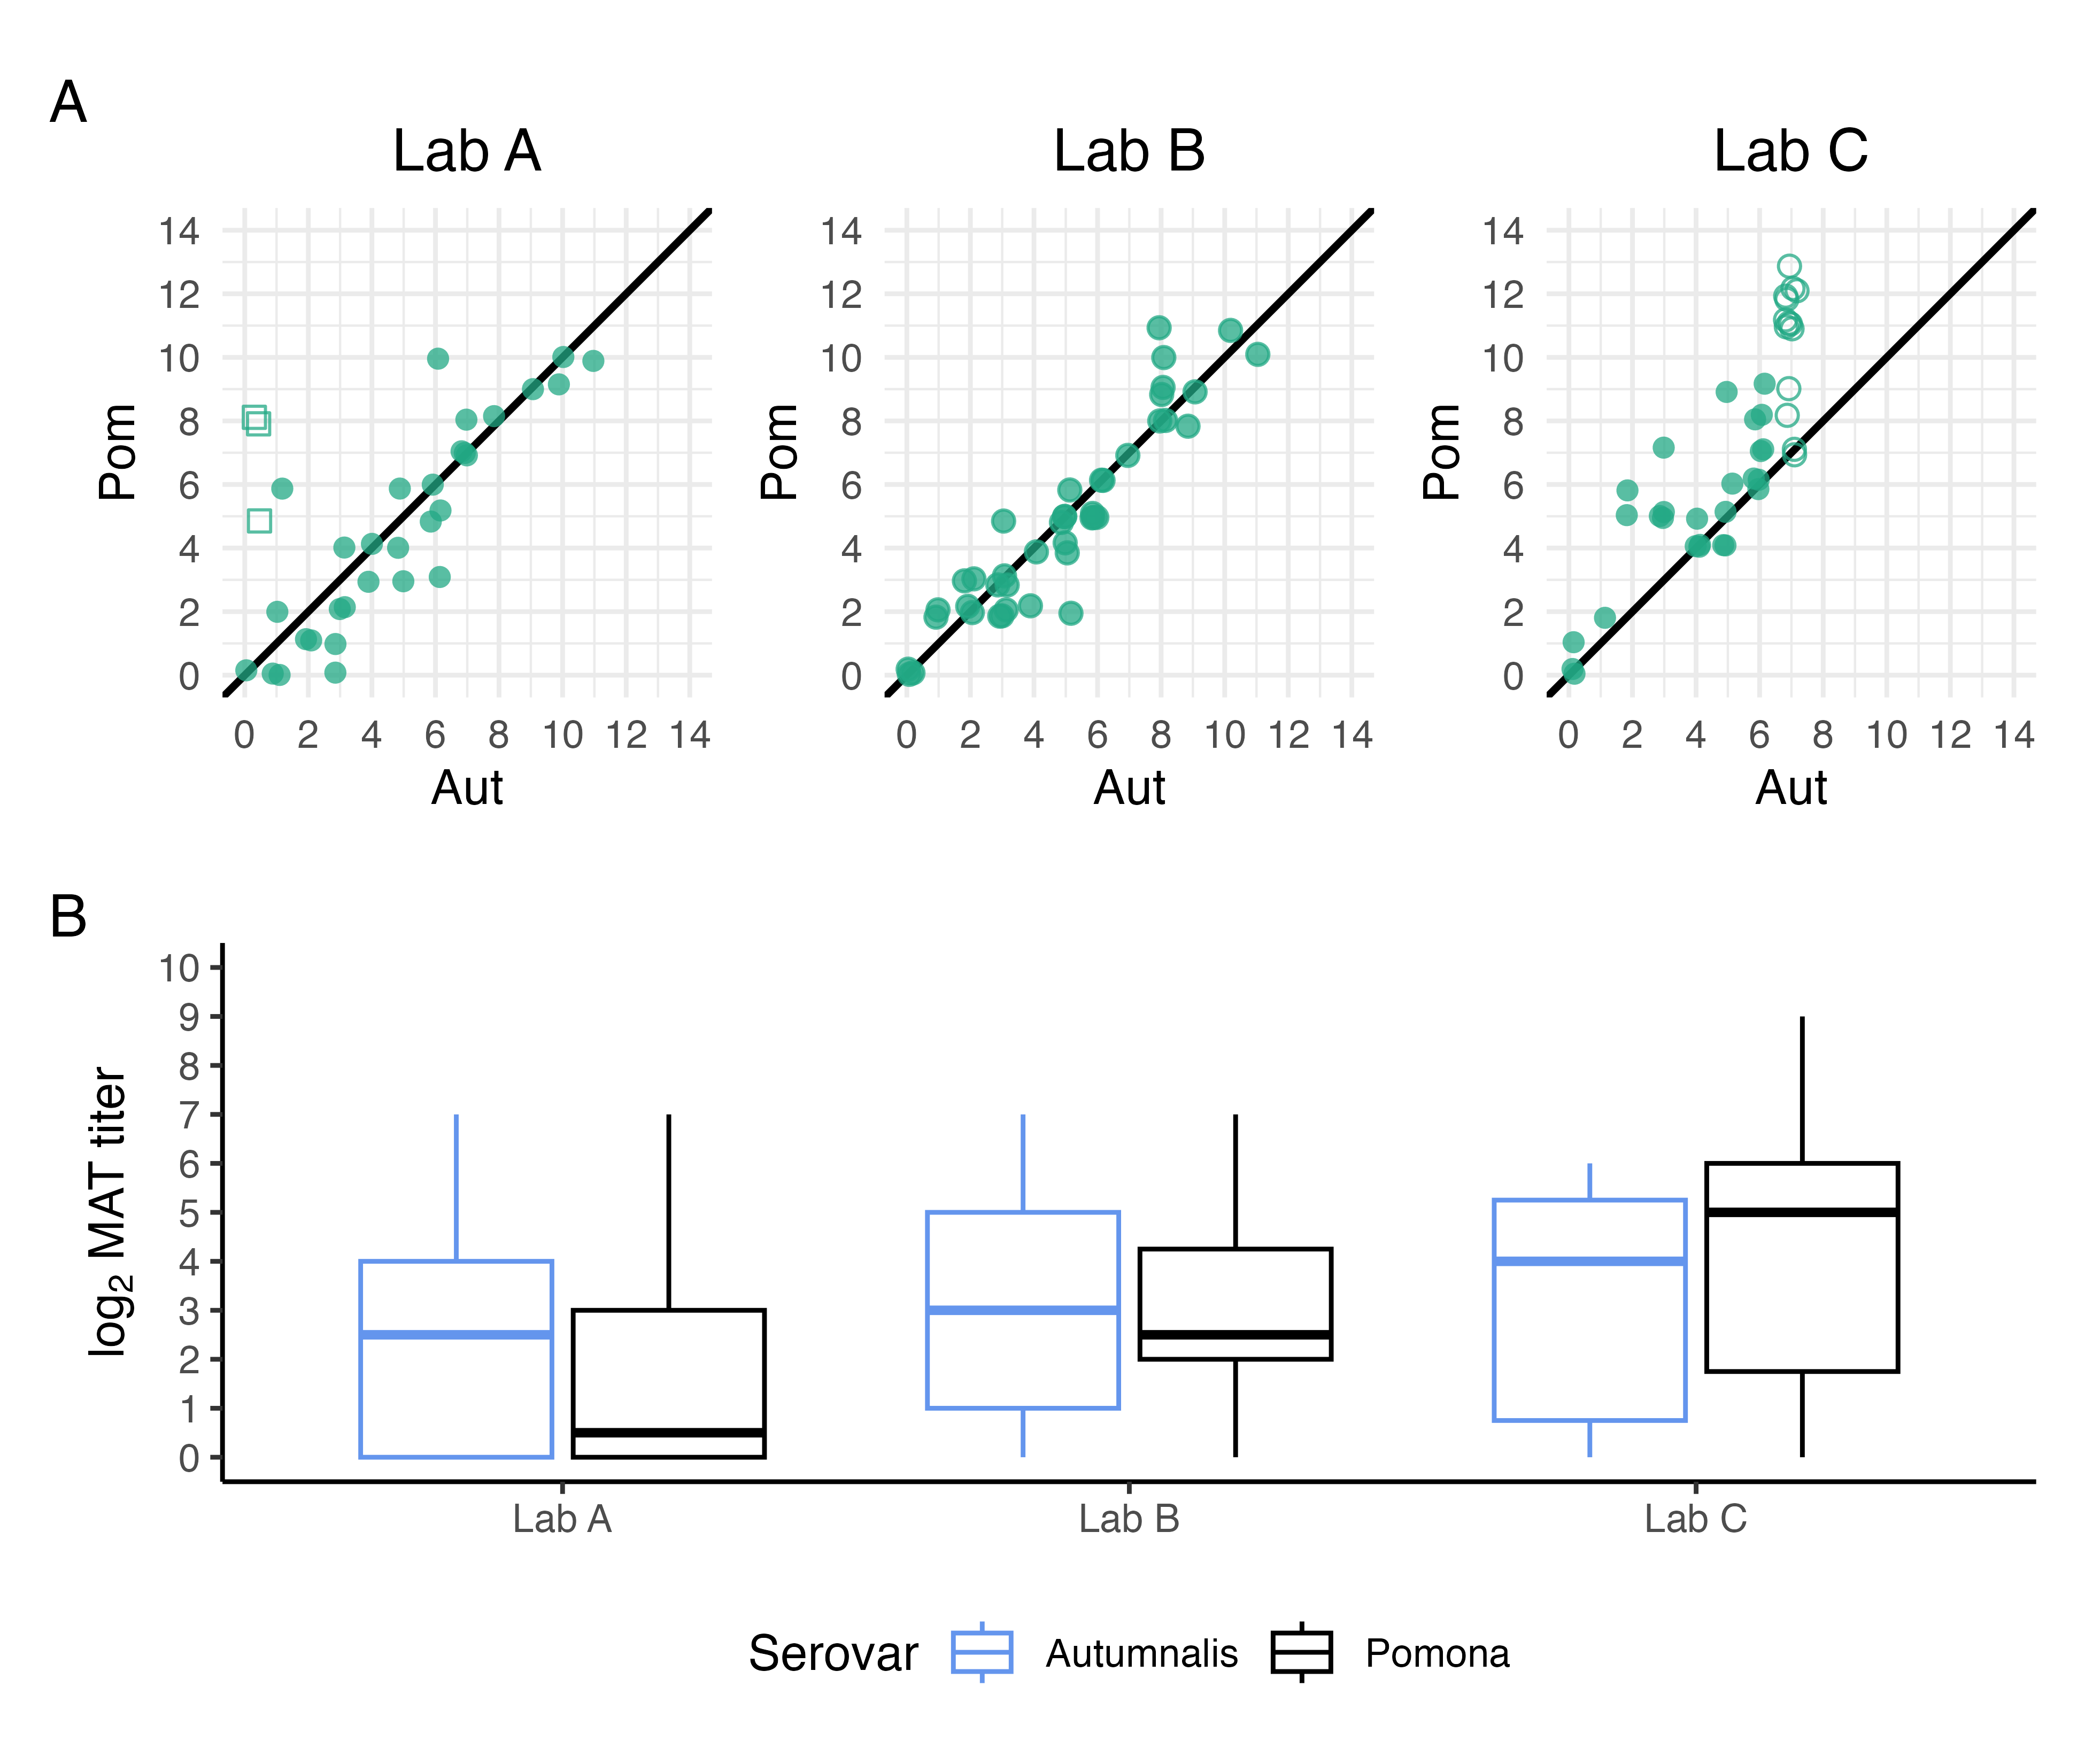 A
Lab A Lab B Lab C
14 14 14
12 12 12
10 10 10
8 8 8
6 6 6
4 4 4
2 2 2
0 0 0
Pom Pom Pom
0 2 4 6 8 10 12 14 0 2 4 6 8 10 12 14 0 2 4 6 8 10 12 14
Aut Aut Aut
B
10
9
8
7
6
5
4
3
2
1
0
log₂ MAT titer
Lab A Lab B Lab C
Serovar Autumnalis Pomona